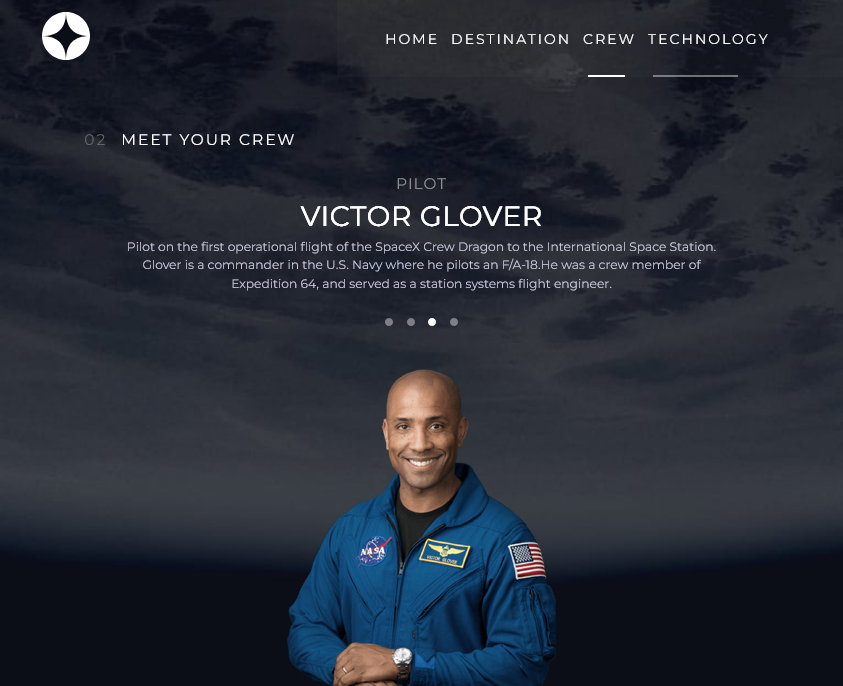 HOME DESTINATION CREW TECHNOLOGY
02 MEET YOUR CREW
PILOT
VICTOR GLOVER
Pilot on the first operational flight of the SpaceX Crew Dragon to the International Space Station.
Glover is a commander in the U.S. Navy where he pilots an F/A-18.He was a crew member of
Expedition 64, and served as a station systems flight engineer.
NASA
VICTOR GLOVER